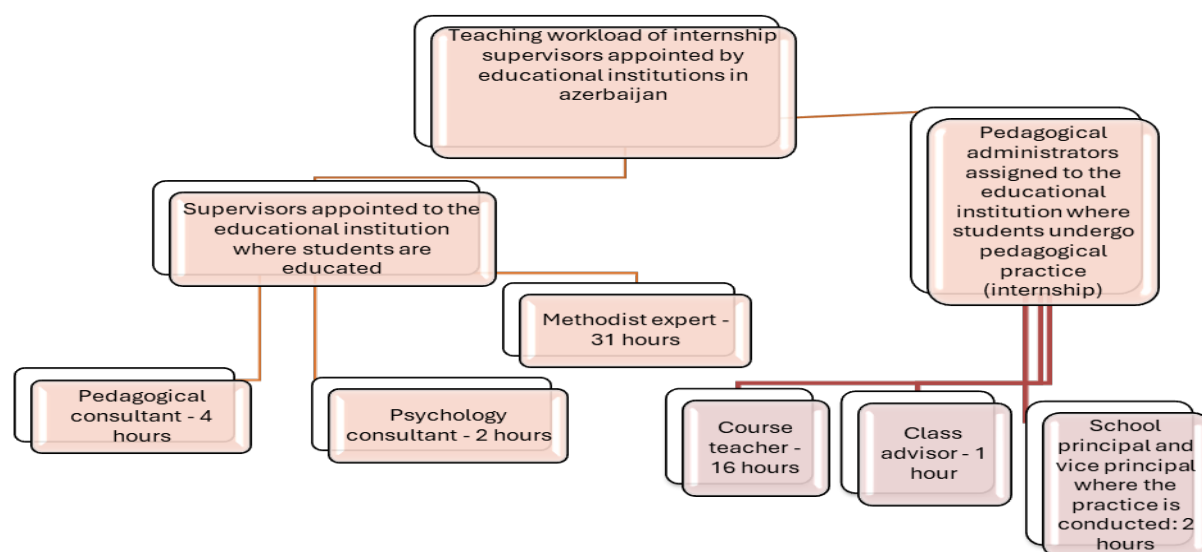 Teaching workload of internship
supervisors appointed by
educational institutions in
azerbaijan
Pedagogical
administrators
assigned to the
educational
institution where
students undergo
pedagogical
practice
(internship)
Supervisors appointed to the
educational institution
where students are
educated
Methodist expert -
31 hours
Pedagogical
consultant - 4
hours
Psychology
consultant - 2 hours
Course
teacher -
16 hours
Class
advisor - 1
hour
School
principal and
vice principal
where the
practice is
conducted: 2
hours